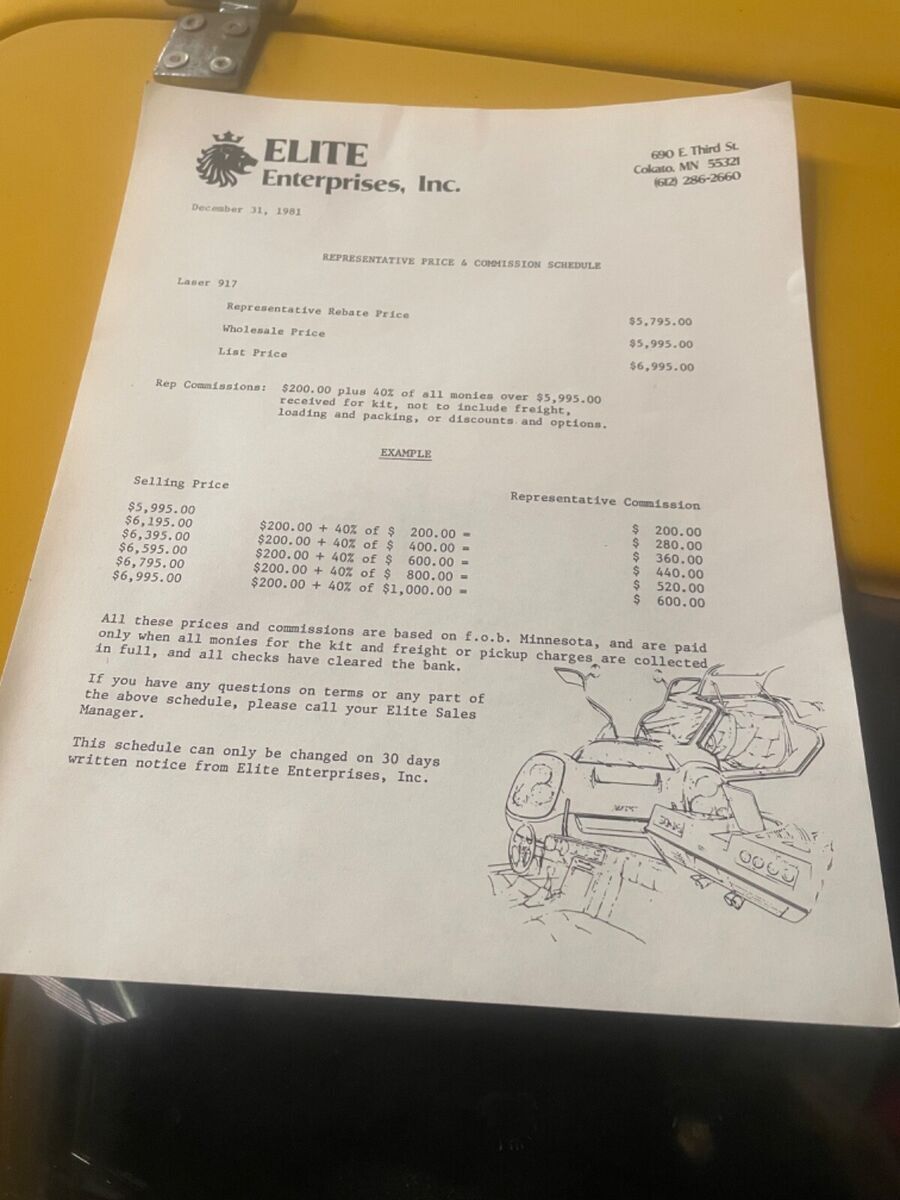 ELITE
Enterprises, Inc.
690 E. Third St.
Cokato, MN 55321
(612) 286-2660
December 31, 1981
REPRESENTATIVE PRICE & COMMISSION SCHEDULE
Laser 917
Representative Rebate Price $5,795.00
Wholesale Price $5,995.00
List Price $6,995.00
Rep Commissions: $200.00 plus 40% of all monies over $5,995.00
received for kit, not to include freight,
loading and packing, or discounts and options.
EXAMPLE
Selling Price Representative Commission
$5,995.00 $ 200.00
$6,195.00 $200.00 + 40% of $ 200.00 = $ 280.00
$6,395.00 $200.00 + 40% of $ 400.00 = $ 360.00
$6,595.00 $200.00 + 40% of $ 600.00 = $ 440.00
$6,795.00 $200.00 + 40% of $ 800.00 = $ 520.00
$6,995.00 $200.00 + 40% of $1,000.00 = $ 600.00
All these prices and commissions are based on f.o.b. Minnesota, and are paid
only when all monies for the kit and freight or pickup charges are collected
in full, and all checks have cleared the bank.
If you have any questions on terms or any part of
the above schedule, please call your Elite Sales
Manager.
This schedule can only be changed on 30 days
written notice from Elite Enterprises, Inc.